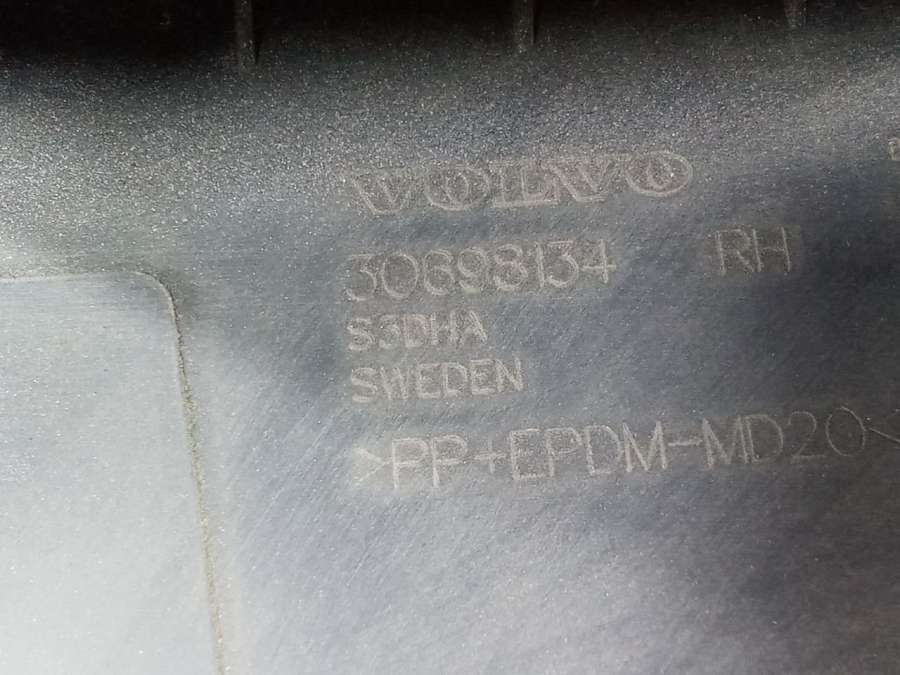 VOLVO
30698134 RH
S3DHA
SWEDEN
>PP+EPDM-MD20<